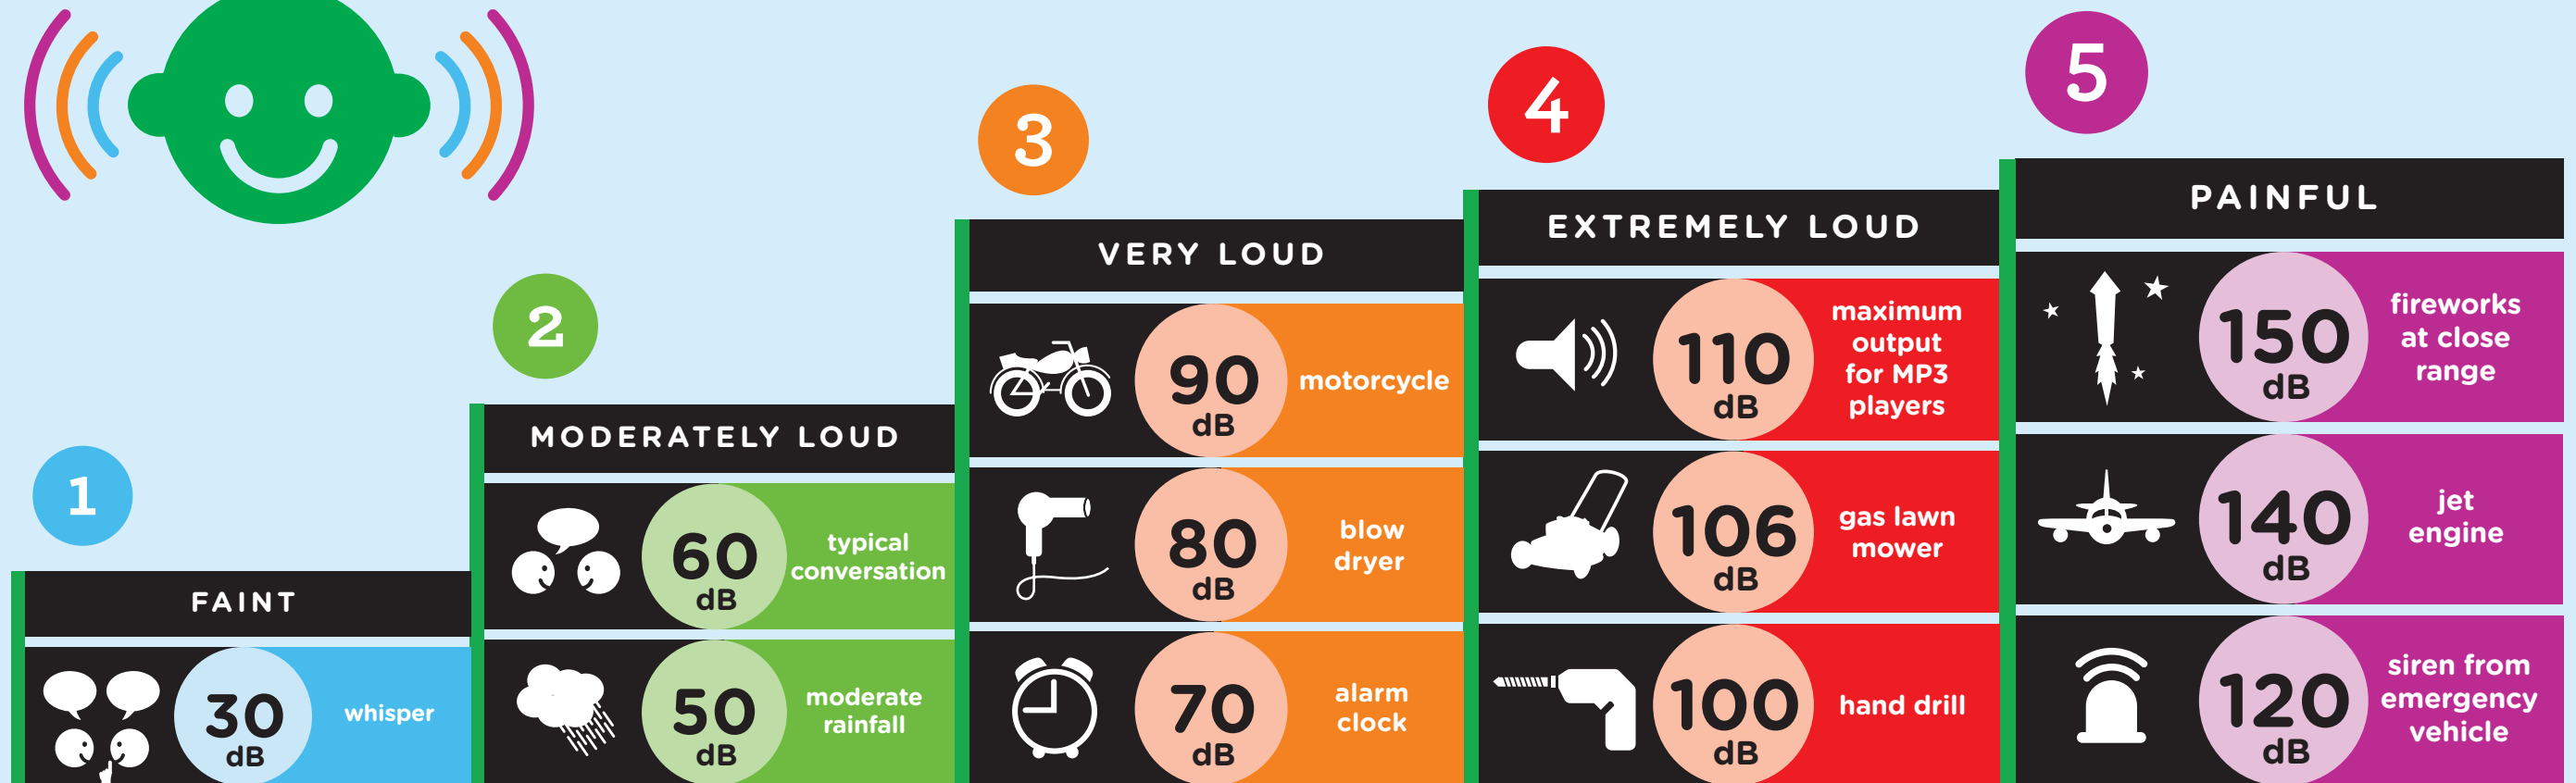 1
FAINT
30
dB
whisper
2
MODERATELY LOUD
60
dB
typical
conversation
50
dB
moderate
rainfall
3
VERY LOUD
90
dB
motorcycle
80
dB
blow
dryer
70
dB
alarm
clock
4
EXTREMELY LOUD
110
dB
maximum
output
for MP3
players
106
dB
gas lawn
mower
100
dB
hand drill
5
PAINFUL
150
dB
fireworks
at close
range
140
dB
jet
engine
120
dB
siren from
emergency
vehicle